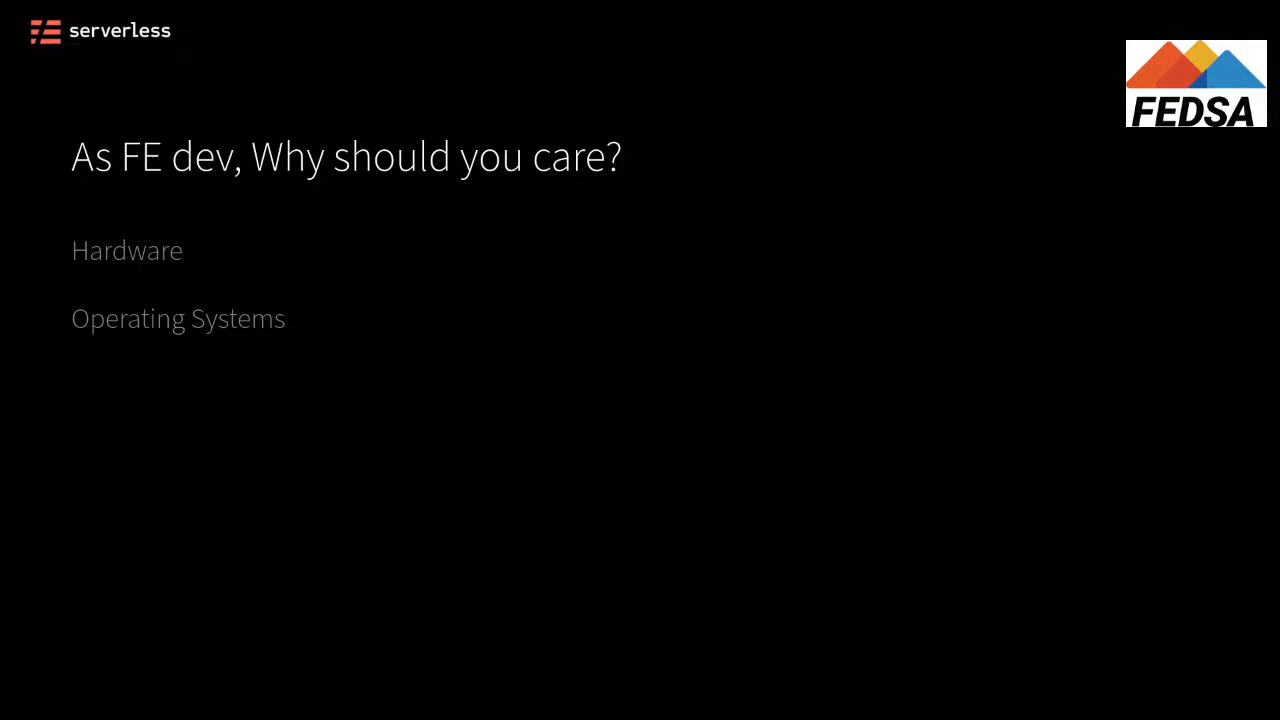 serverless
FEDSA
As FE dev, Why should you care?
Hardware
Operating Systems